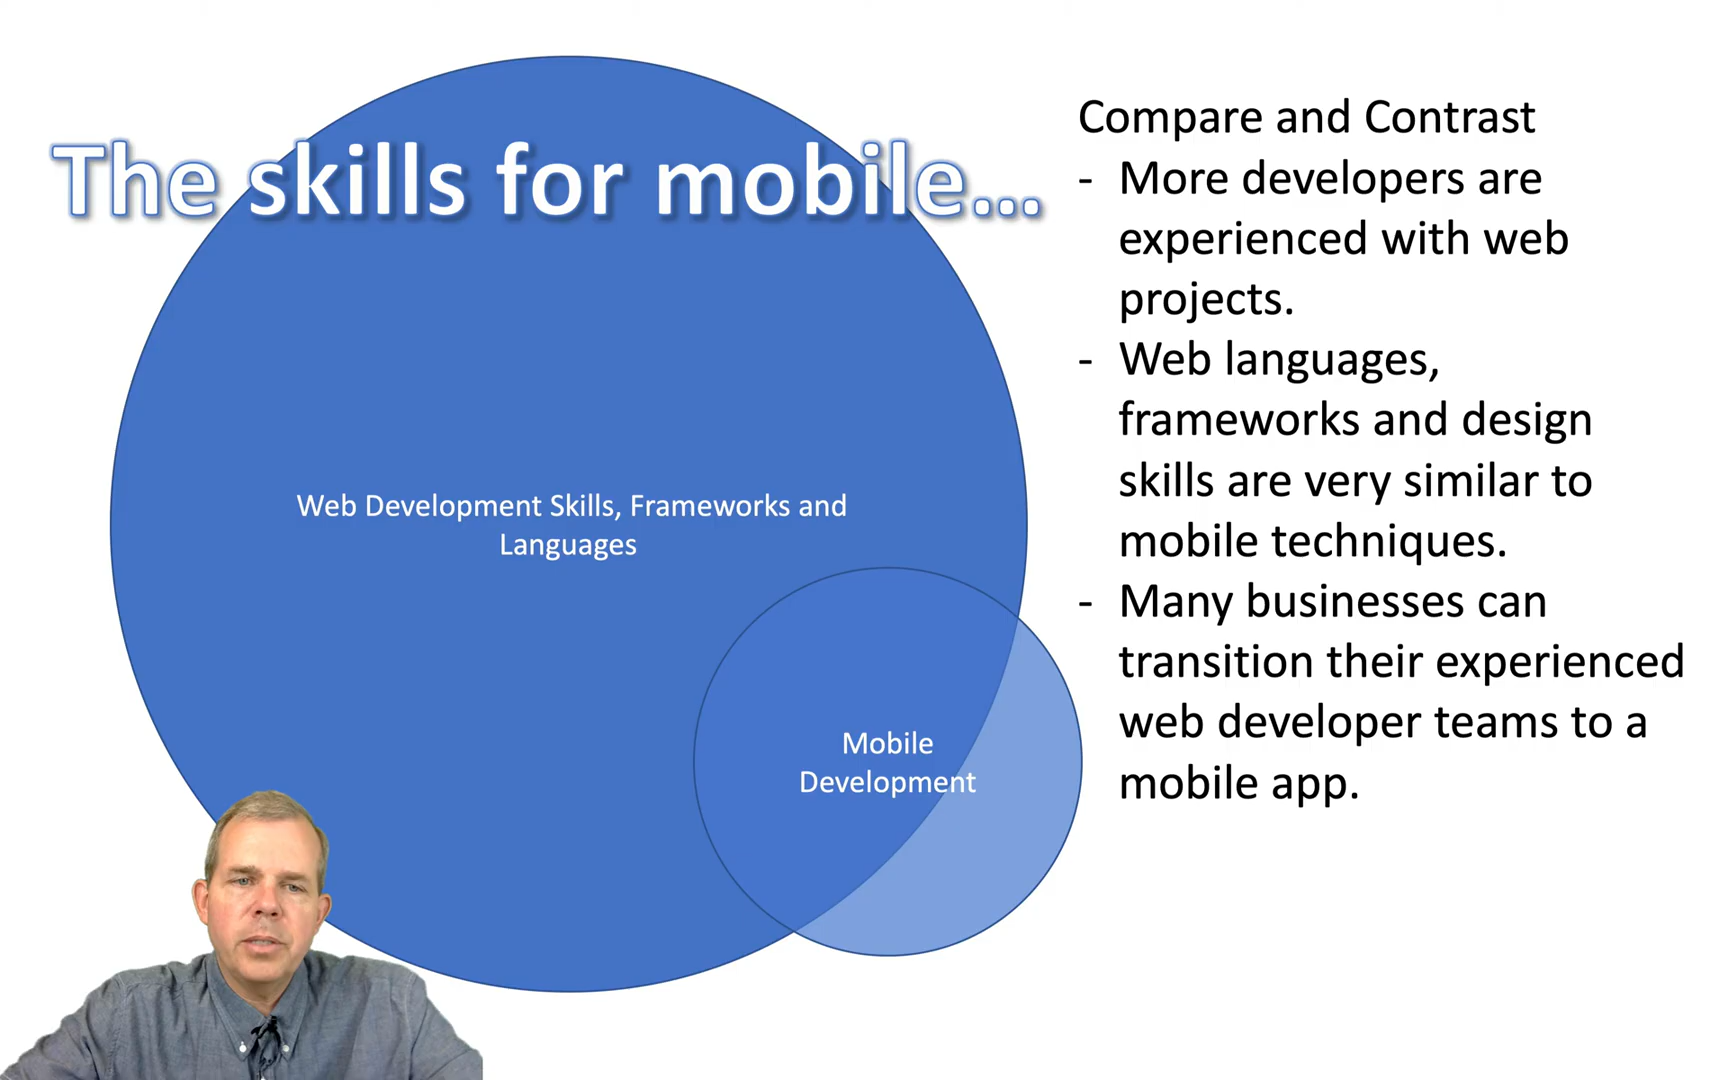 The skills for mobile...
Web Development Skills, Frameworks and
Languages
Mobile
Development
Compare and Contrast
- More developers are
experienced with web
projects.
- Web languages,
frameworks and design
skills are very similar to
mobile techniques.
- Many businesses can
transition their experienced
web developer teams to a
mobile app.